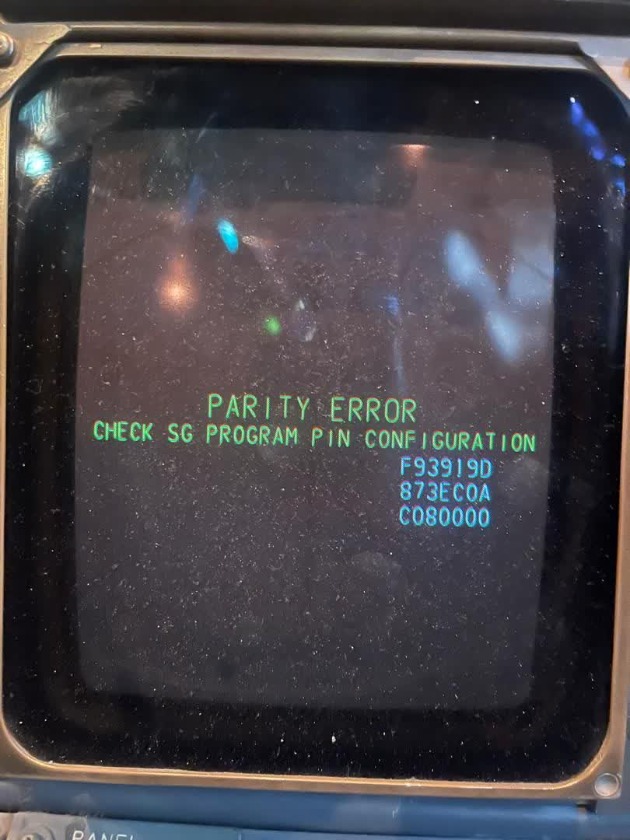 PARITY ERROR
CHECK SG PROGRAM PIN CONFIGURATION
F93919D
873EC0A
C080000
PANEL